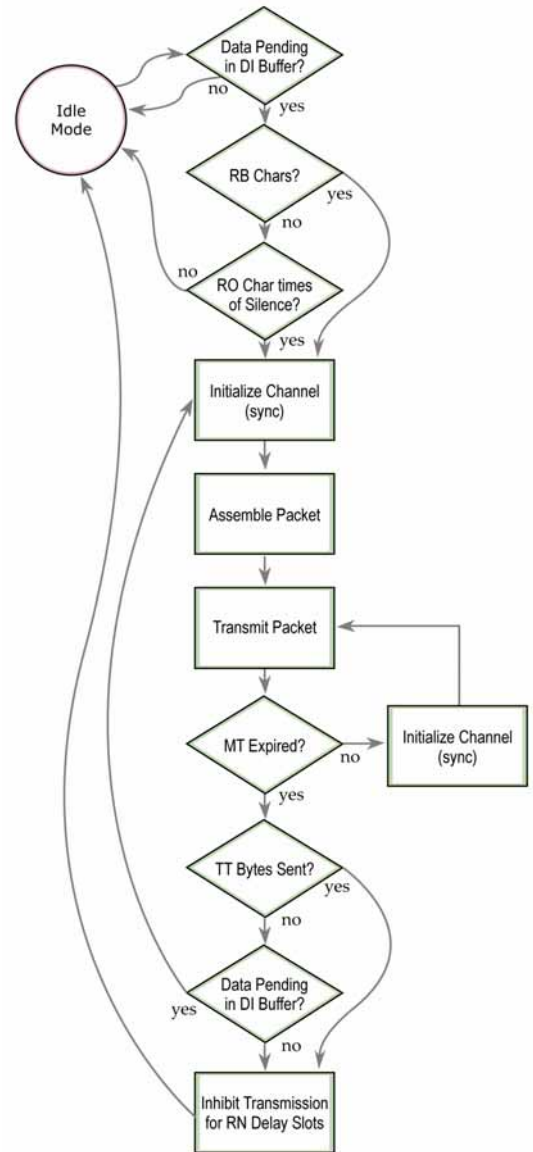 Data Pending
in DI Buffer?
no
yes
Idle
Mode
RB Chars?
yes
no
no
RO Char times
of Silence?
yes
Initialize Channel
(sync)
Assemble Packet
Transmit Packet
MT Expired?
no
Initialize Channel
(sync)
yes
TT Bytes Sent?
yes
no
Data Pending
in DI Buffer?
yes
no
Inhibit Transmission
for RN Delay Slots